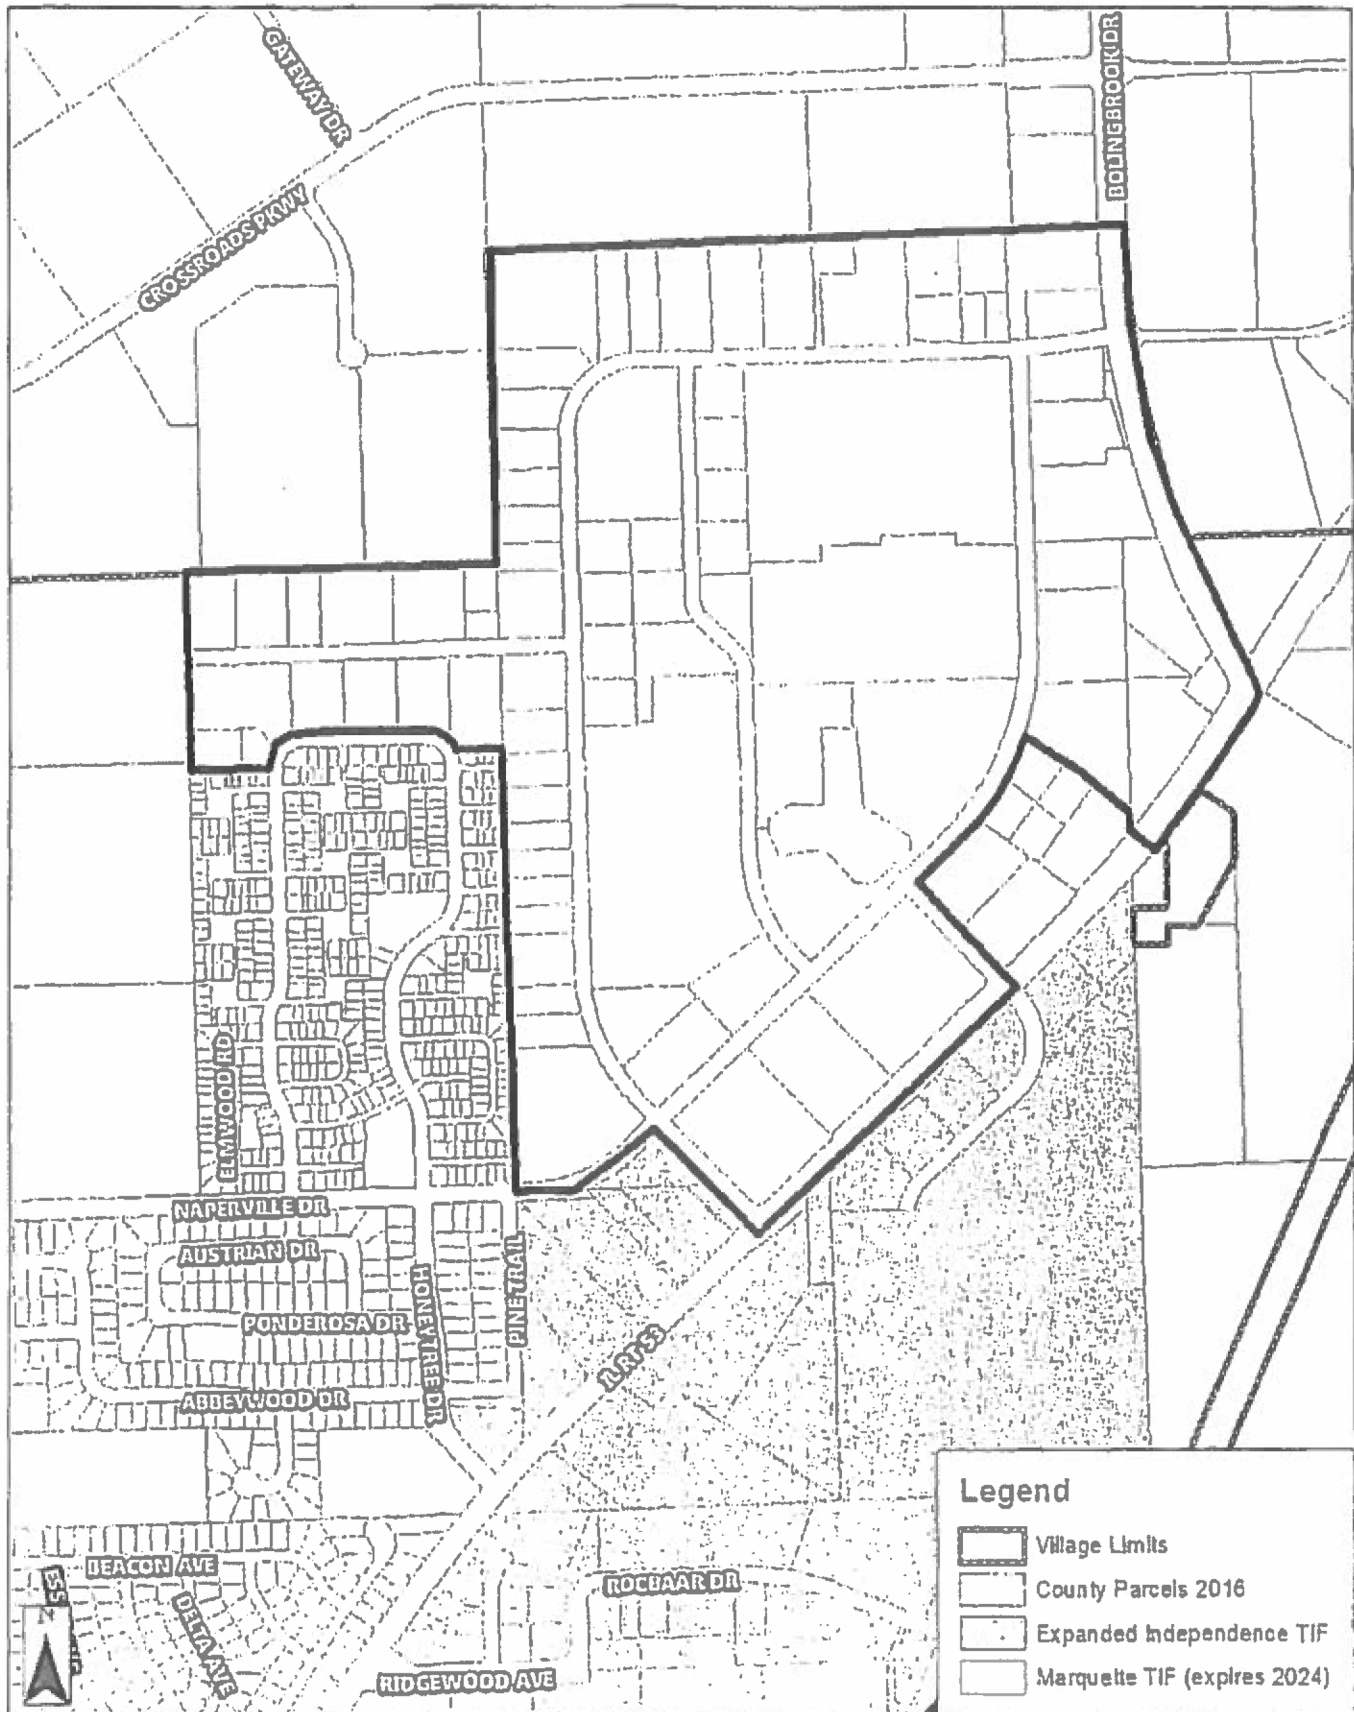 GATEWAY DR
BOLINGBROOK DR
CROSSROADS PKWY
ELMWOOD RD
NAPERVILLE DR
AUSTRIAN DR
HONEYTREE DR
PINE TRAIL
PONDEROSA DR
IL RT 53
ABBEYWOOD DR
BEACON AVE
DELTA AVE
ROCBAAR DR
RIDGEWOOD AVE
N
Legend
Village Limits
County Parcels 2016
Expanded Independence TIF
Marquette TIF (expires 2024)